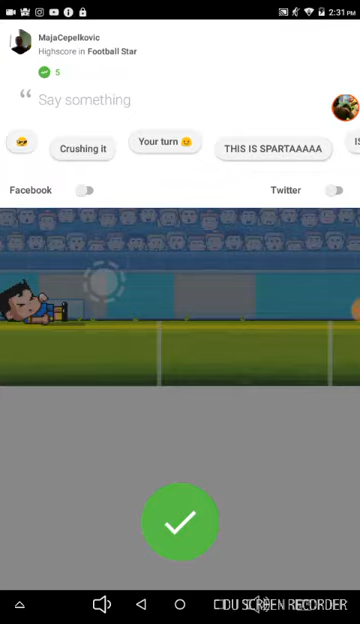 2:31 PM
MajaCepelkovic
Highscore in Football Star
5
“ Say something
Crushing it
Your turn
THIS IS SPARTAAAAA
Facebook
Twitter
DU SCREEN RECORDER